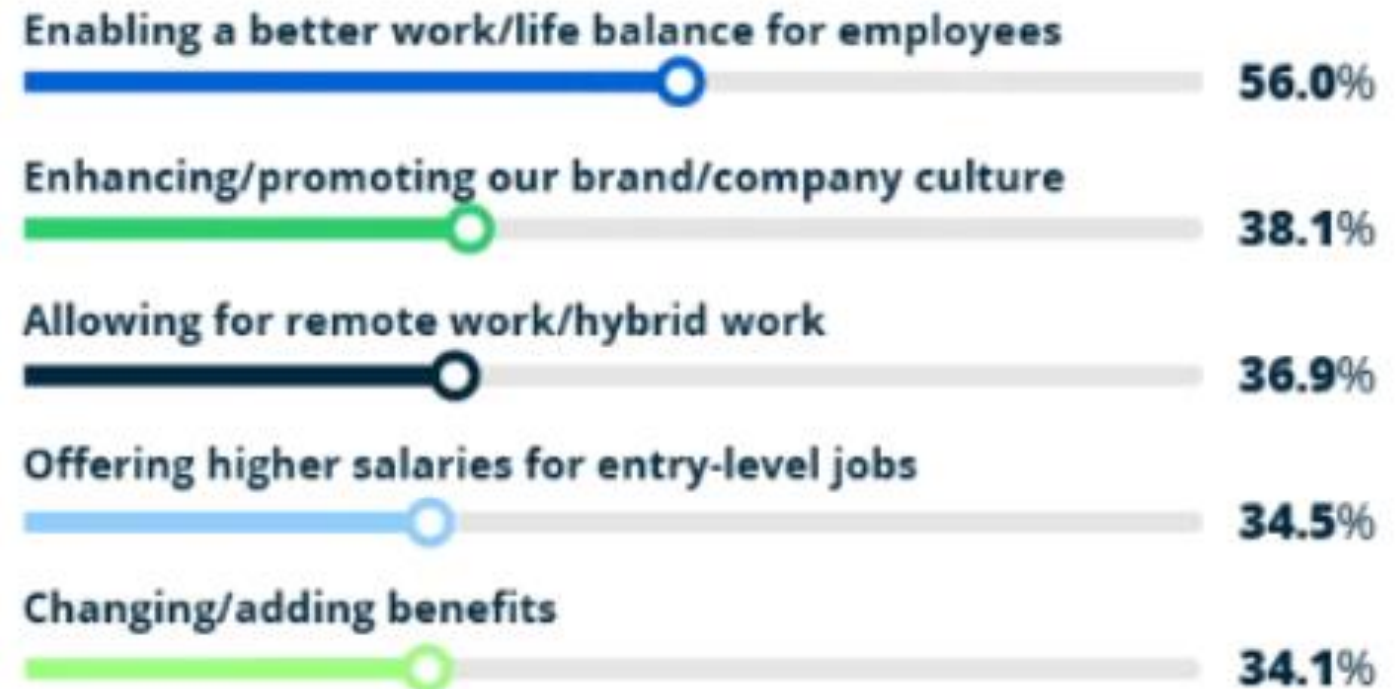 Enabling a better work/life balance for employees
56.0%
Enhancing/promoting our brand/company culture
38.1%
Allowing for remote work/hybrid work
36.9%
Offering higher salaries for entry-level jobs
34.5%
Changing/adding benefits
34.1%